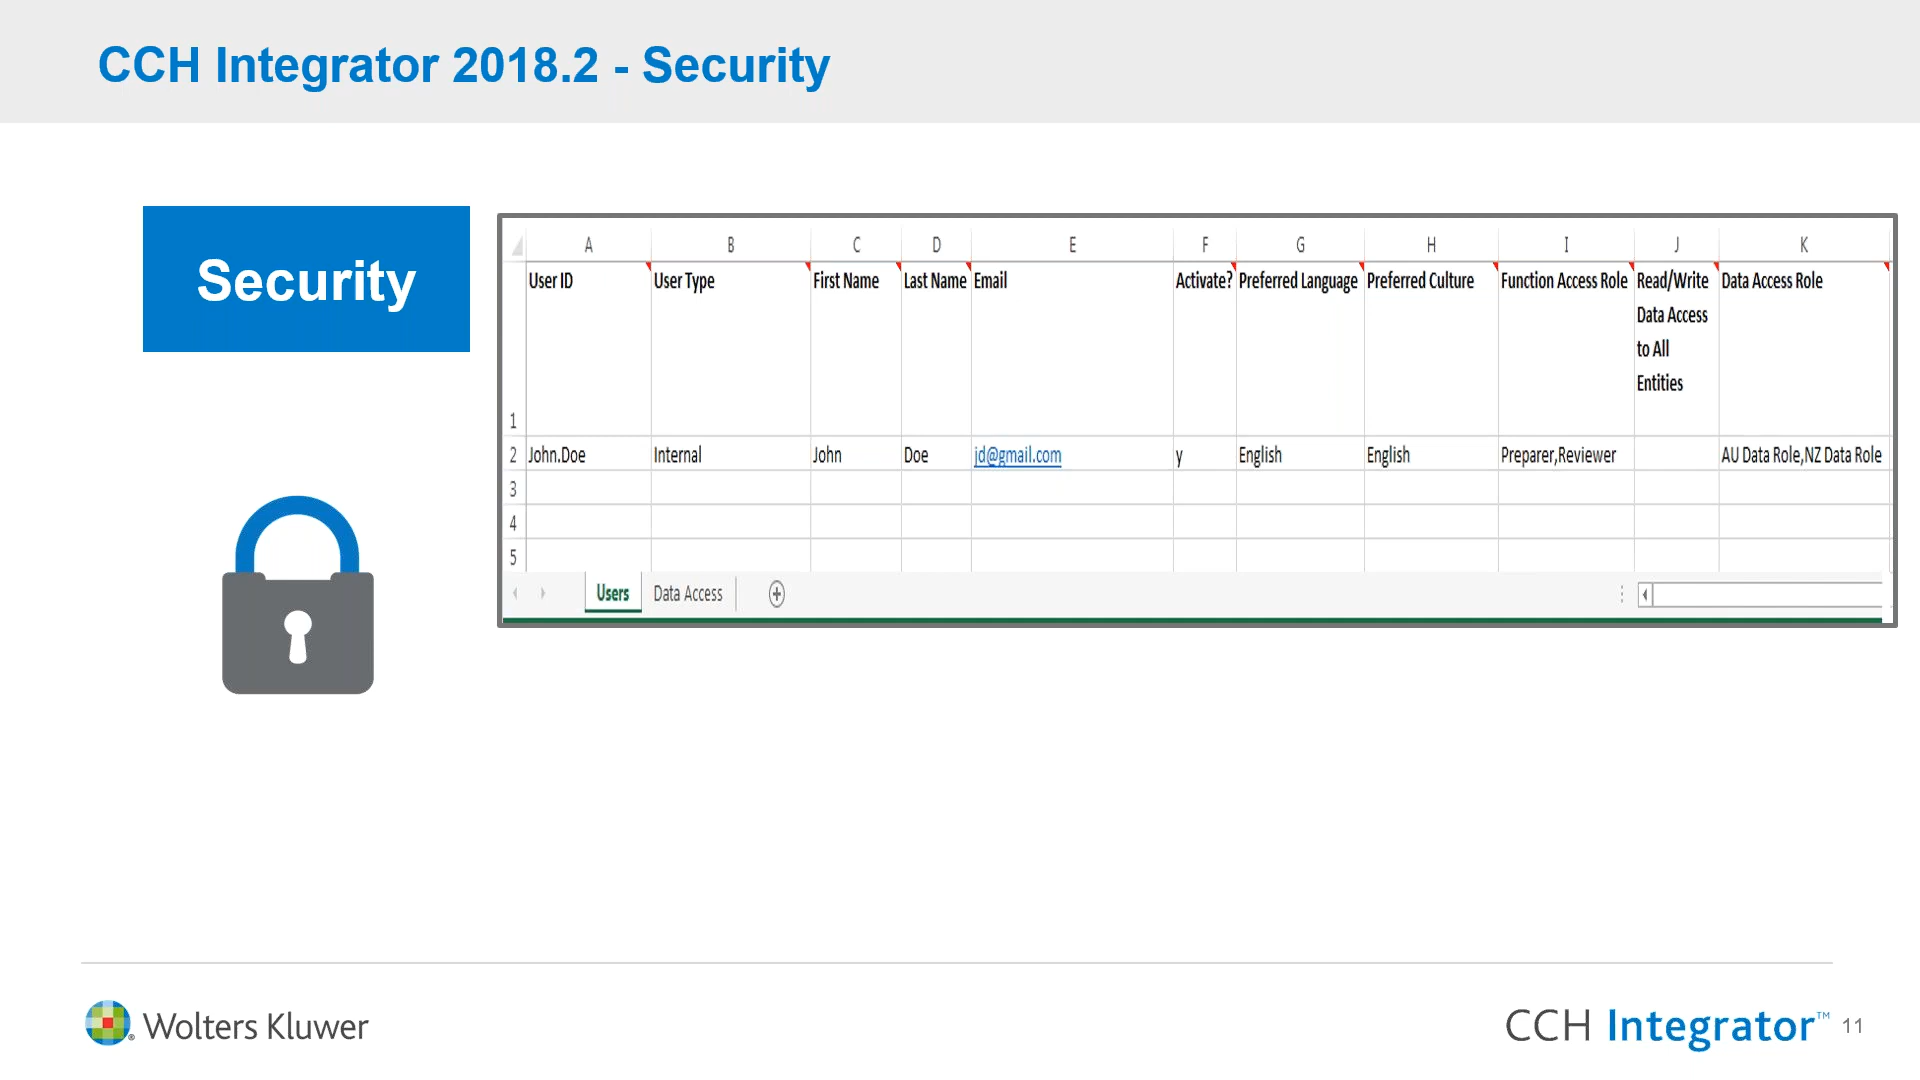 CCH Integrator 2018.2 - Security
Security
A B C D E F G H I J K
User ID User Type First Name Last Name Email Activate? Preferred Language Preferred Culture Function Access Role Read/Write Data Access Role
Data Access
to All
Entities
1
2 John.Doe Internal John Doe jd@gmail.com y English English Preparer,Reviewer AU Data Role,NZ Data Role
3
4
5
Users Data Access
Wolters Kluwer
CCH Integrator™ 11